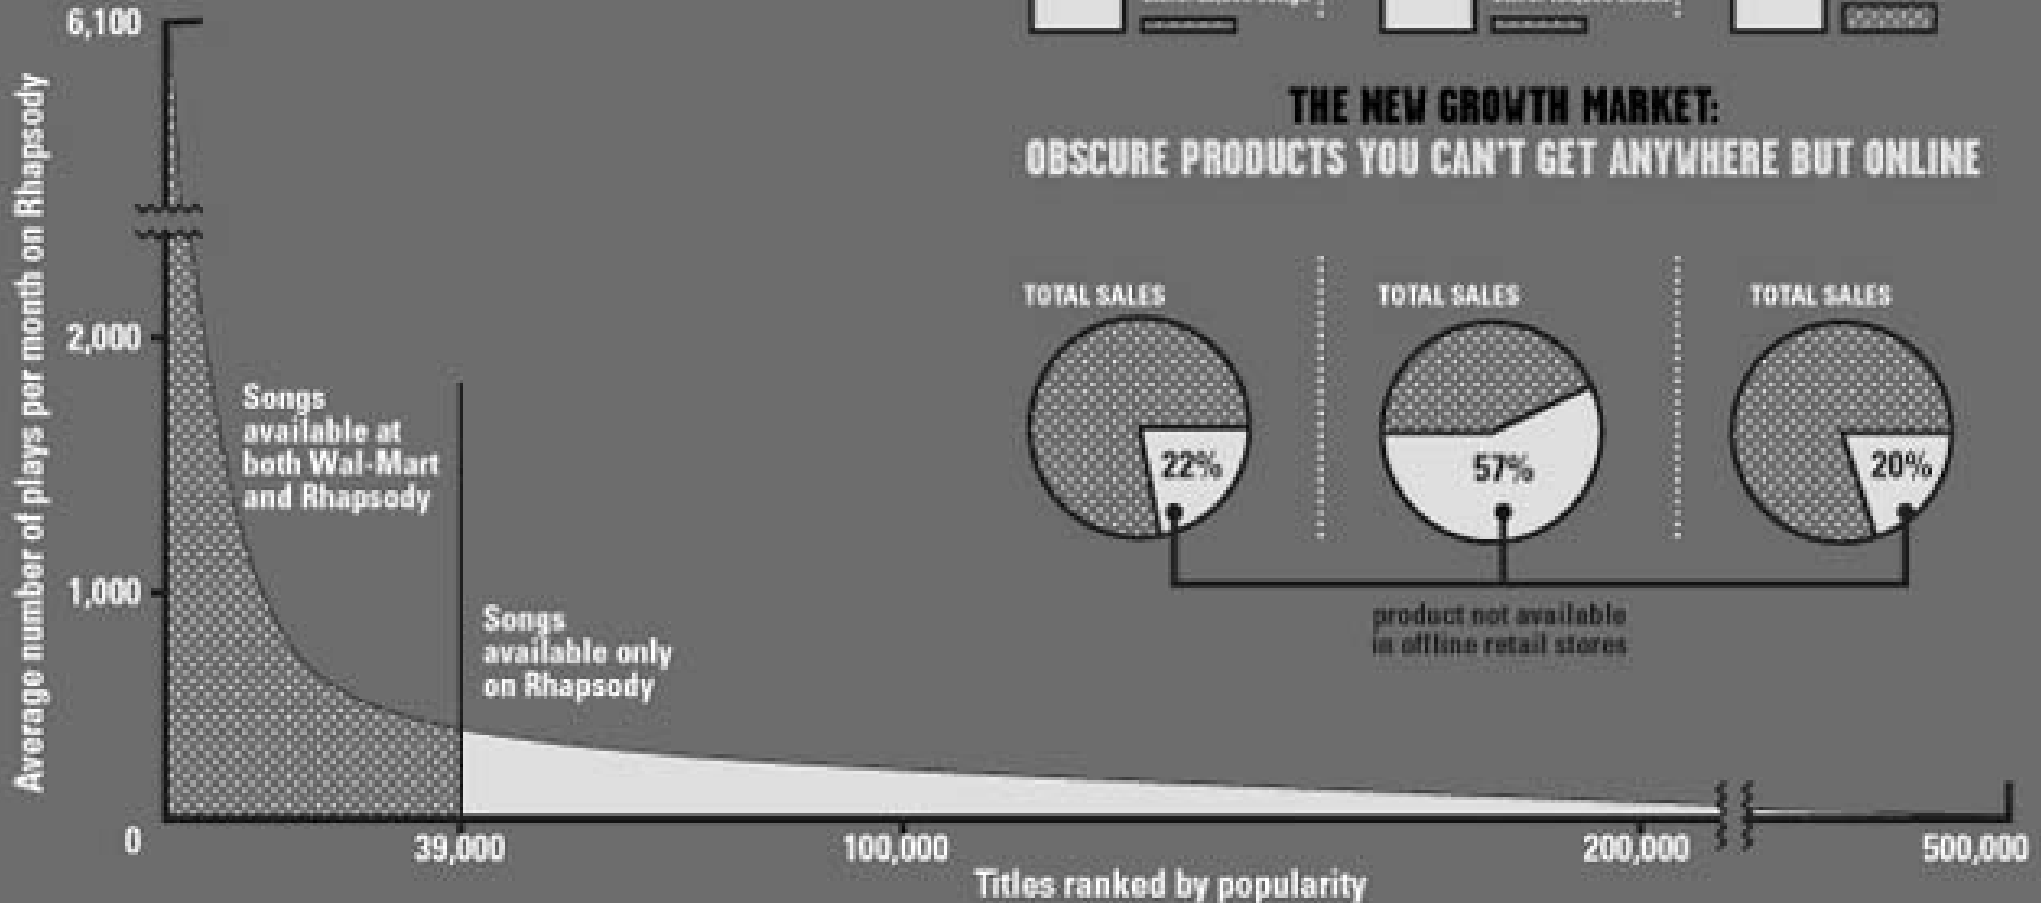 6,100
2,000
1,000
0
Average number of plays per month on Rhapsody
Songs
available at
both Wal-Mart
and Rhapsody
Songs
available only
on Rhapsody
39,000
100,000
200,000
500,000
Titles ranked by popularity
THE NEW GROWTH MARKET:
OBSCURE PRODUCTS YOU CAN'T GET ANYWHERE BUT ONLINE
TOTAL SALES
TOTAL SALES
TOTAL SALES
22%
57%
20%
product not available
in offline retail stores